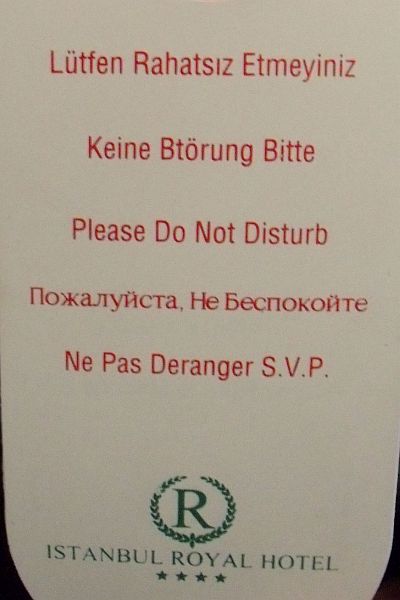 Lütfen Rahatsız Etmeyiniz
Keine Btörung Bitte
Please Do Not Disturb
Пожалуйста, Не Беспокойте
Ne Pas Deranger S.V.P.
R
ISTANBUL ROYAL HOTEL
★★★★